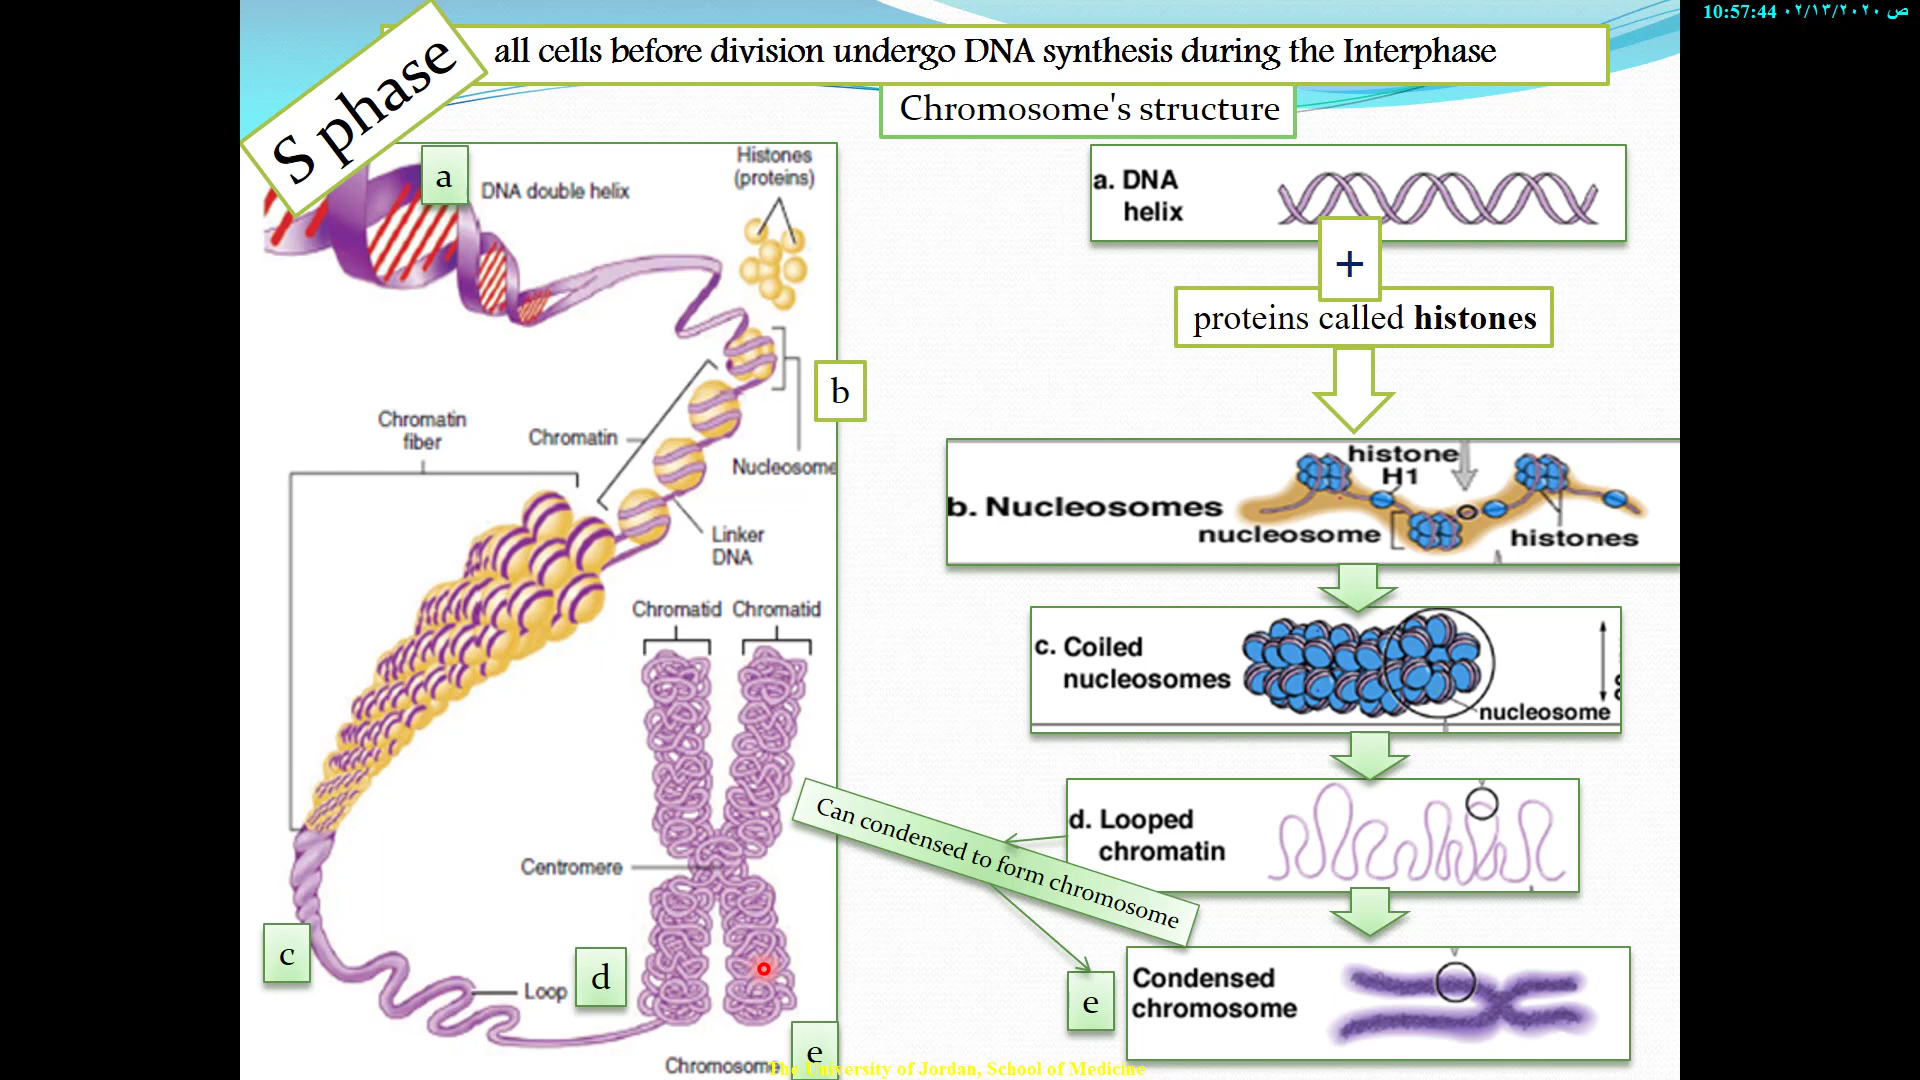 10:57:44 ٠٢/١٣/٢٠٢٠ ص
S phase
all cells before division undergo DNA synthesis during the Interphase
Chromosome's structure
a
DNA double helix
Histones
(proteins)
b
Chromatin
fiber
Chromatin
Nucleosome
Linker
DNA
Chromatid Chromatid
Centromere
c
Loop
d
Chromosome
e
a. DNA
helix
+
proteins called histones
histone
H1
b. Nucleosomes
nucleosome
histones
c. Coiled
nucleosomes
nucleosome
d. Looped
chromatin
Can condensed to form chromosome
e
Condensed
chromosome
The University of Jordan, School of Medicine